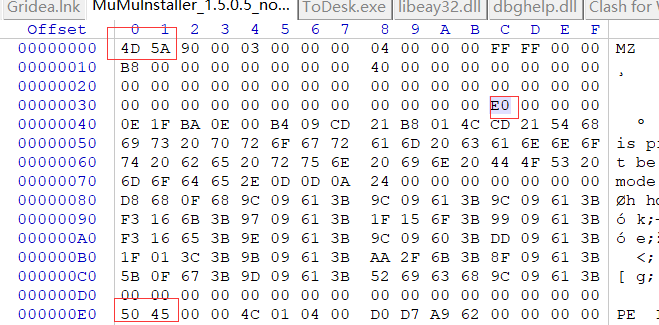 Gridea.lnk MuMuInstaller_1.5.0.5_no... ToDesk.exe libeay32.dll dbghelp.dll Clash for W
Offset 0 1 2 3 4 5 6 7 8 9 A B C D E F
00000000 4D 5A 90 00 03 00 00 00 04 00 00 00 FF FF 00 00 MZ
00000010 B8 00 00 00 00 00 00 00 40 00 00 00 00 00 00 00 ¸
00000020 00 00 00 00 00 00 00 00 00 00 00 00 00 00 00 00
00000030 00 00 00 00 00 00 00 00 00 00 00 00 E0 00 00 00
00000040 0E 1F BA 0E 00 B4 09 CD 21 B8 01 4C CD 21 54 68 º
00000050 69 73 20 70 72 6F 67 72 61 6D 20 63 61 6E 6E 6F is p
00000060 74 20 62 65 20 72 75 6E 20 69 6E 20 44 4F 53 20 t be
00000070 6D 6F 64 65 2E 0D 0D 0A 24 00 00 00 00 00 00 00 mode
00000080 D8 68 0F 68 9C 09 61 3B 9C 09 61 3B 9C 09 61 3B Øh h
00000090 F3 16 6B 3B 97 09 61 3B 1F 15 6F 3B 99 09 61 3B ó k;
000000A0 F3 16 65 3B 9E 09 61 3B 9C 09 60 3B DD 09 61 3B ó e;
000000B0 1F 01 3C 3B 9B 09 61 3B AA 2F 6B 3B 8F 09 61 3B <;
000000C0 5B 0F 67 3B 9D 09 61 3B 52 69 63 68 9C 09 61 3B [ g;
000000D0 00 00 00 00 00 00 00 00 00 00 00 00 00 00 00 00
000000E0 50 45 00 00 4C 01 04 00 D0 D7 A9 62 00 00 00 00 PE